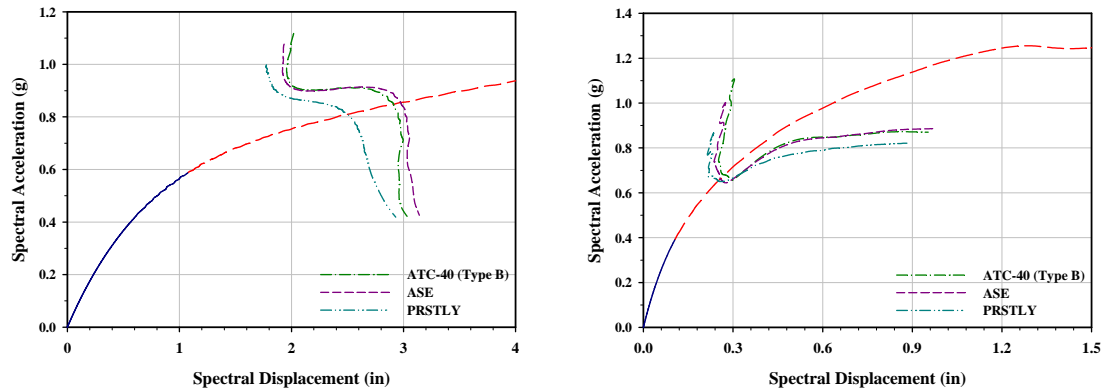 1.2
1.0
0.8
0.6
0.4
0.2
0.0
Spectral Acceleration (g)
ATC-40 (Type B)
ASE
PRSTLY
0 1 2 3 4
Spectral Displacement (in)
1.4
1.2
1.0
0.8
0.6
0.4
0.2
0.0
Spectral Acceleration (g)
ATC-40 (Type B)
ASE
PRSTLY
0.0 0.3 0.6 0.9 1.2 1.5
Spectral Displacement (in)